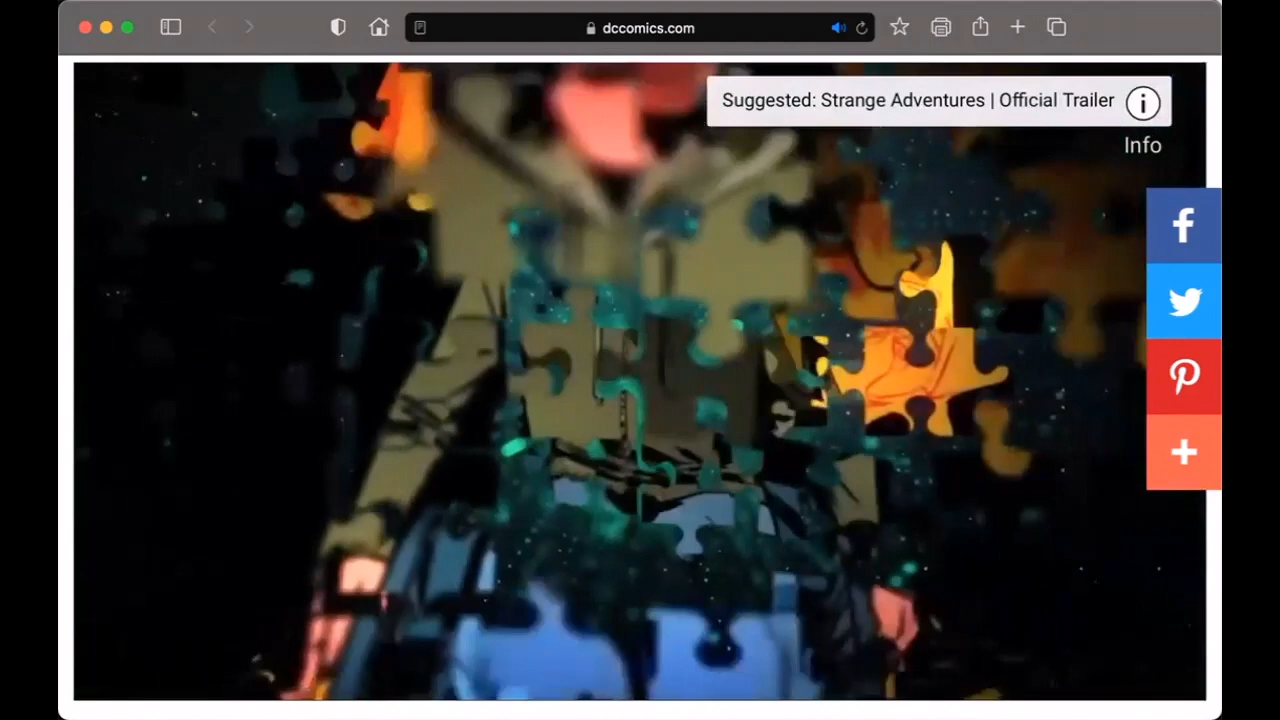 dccomics.com
Suggested: Strange Adventures | Official Trailer
Info